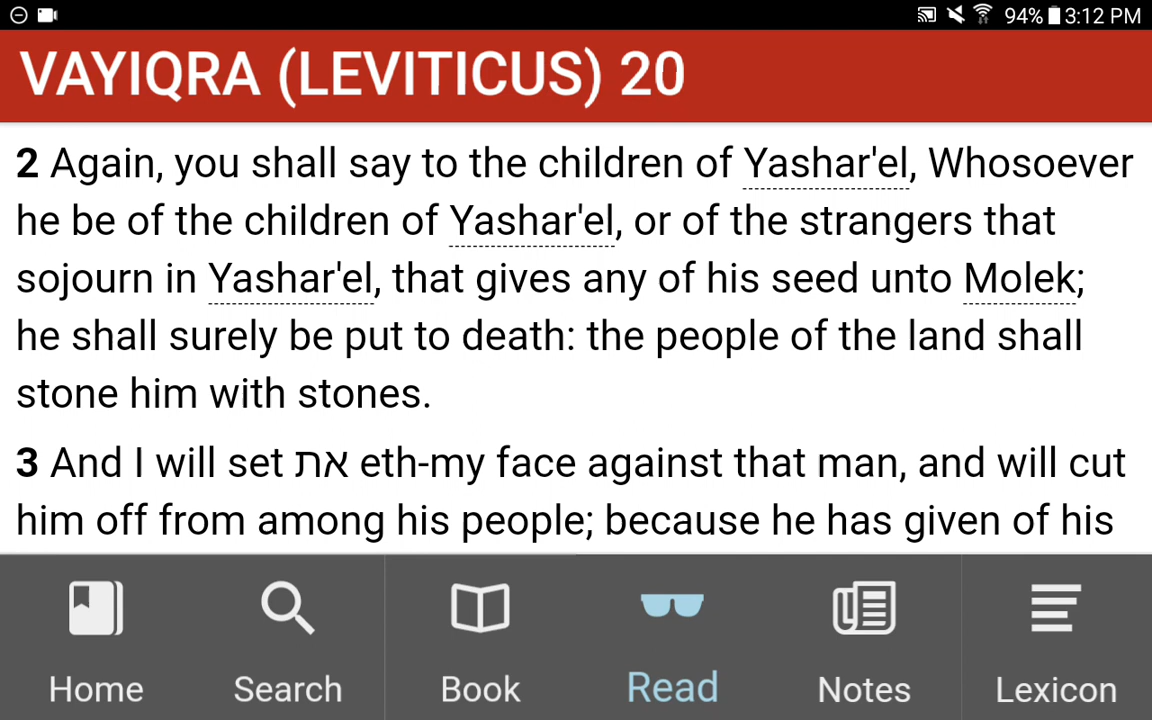 94% 3:12 PM
VAYIQRA (LEVITICUS) 20
2 Again, you shall say to the children of Yashar'el, Whosoever
he be of the children of Yashar'el, or of the strangers that
sojourn in Yashar'el, that gives any of his seed unto Molek;
he shall surely be put to death: the people of the land shall
stone him with stones.
3 And I will set את eth-my face against that man, and will cut
him off from among his people; because he has given of his
Home Search Book Read Notes Lexicon